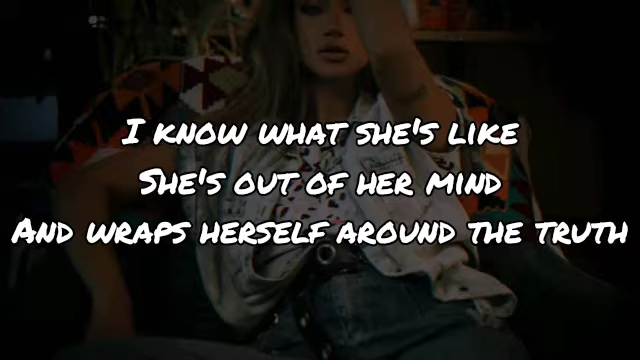 I know what she's like
She's out of her mind
And wraps herself around the truth